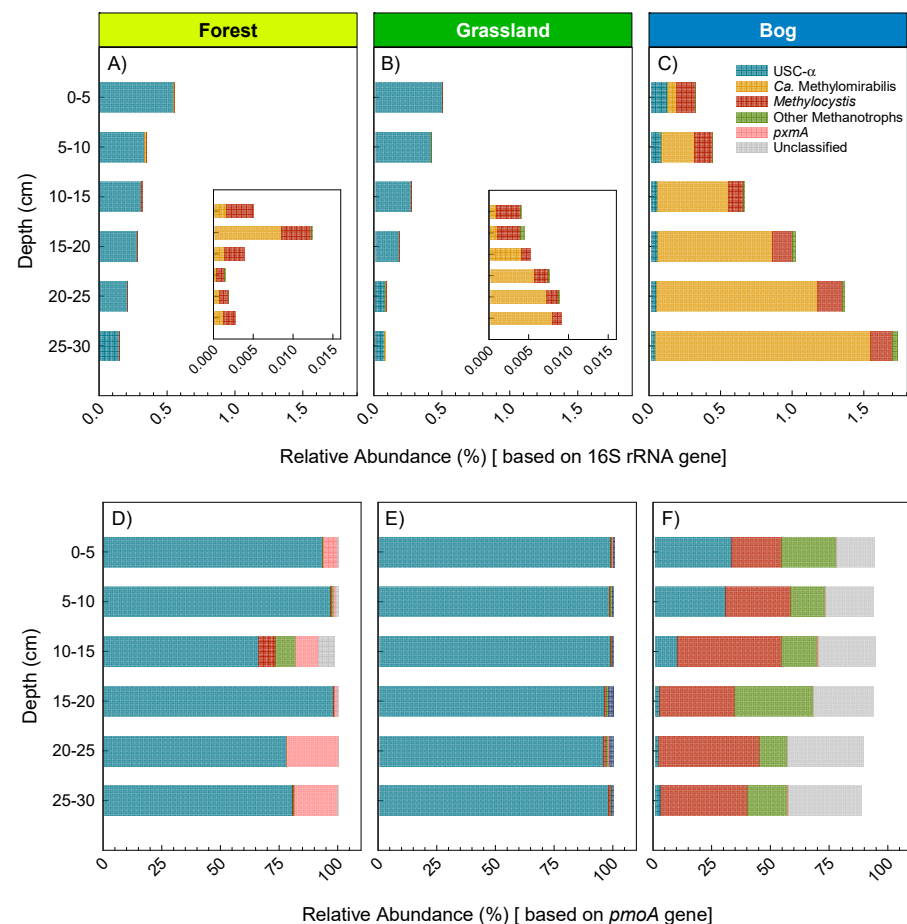 Forest
Grassland
Bog
A)
B)
C)
USC-α
Ca. Methylomirabilis
Methylocystis
Other Methanotrophs
pxmA
Unclassified
Depth (cm)
0-5
5-10
10-15
15-20
20-25
25-30
0.000
0.005
0.010
0.015
0.000
0.005
0.010
0.015
0.0
0.5
1.0
1.5
0.0
0.5
1.0
1.5
0.0
0.5
1.0
1.5
Relative Abundance (%) [ based on 16S rRNA gene]
D)
E)
F)
Depth (cm)
0-5
5-10
10-15
15-20
20-25
25-30
0
25
50
75
100
0
25
50
75
100
0
25
50
75
100
Relative Abundance (%) [ based on pmoA gene]